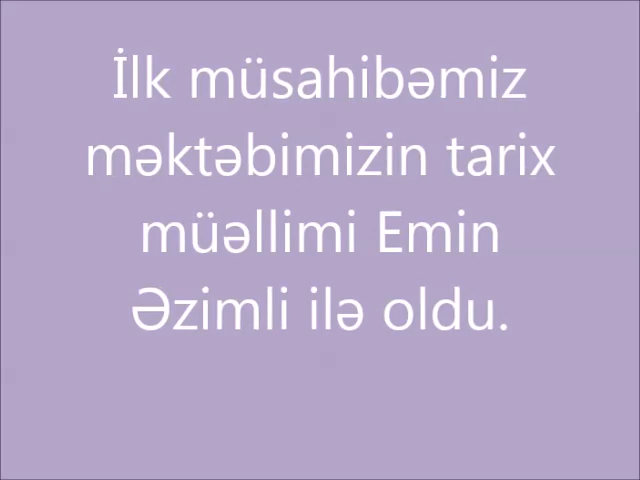 İlk müsahibəmiz
məktəbimizin tarix
müəllimi Emin
Əzimli ilə oldu.